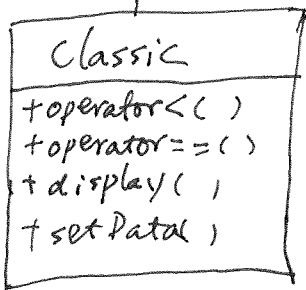 Classic
+operator<( )
+operator==( )
+display( )
+setData( )